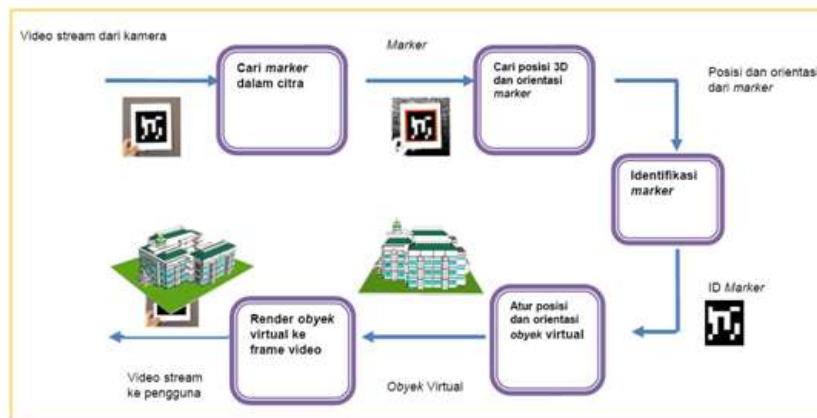 Video stream dari kamera
Cari marker
dalam citra
Marker
Cari posisi 3D
dan orientasi
marker
Posisi dan orientasi
dari marker
Identifikasi
marker
ID Marker
Atur posisi
dan orientasi
obyek virtual
Obyek Virtual
Render obyek
virtual ke
frame video
Video stream
ke pengguna